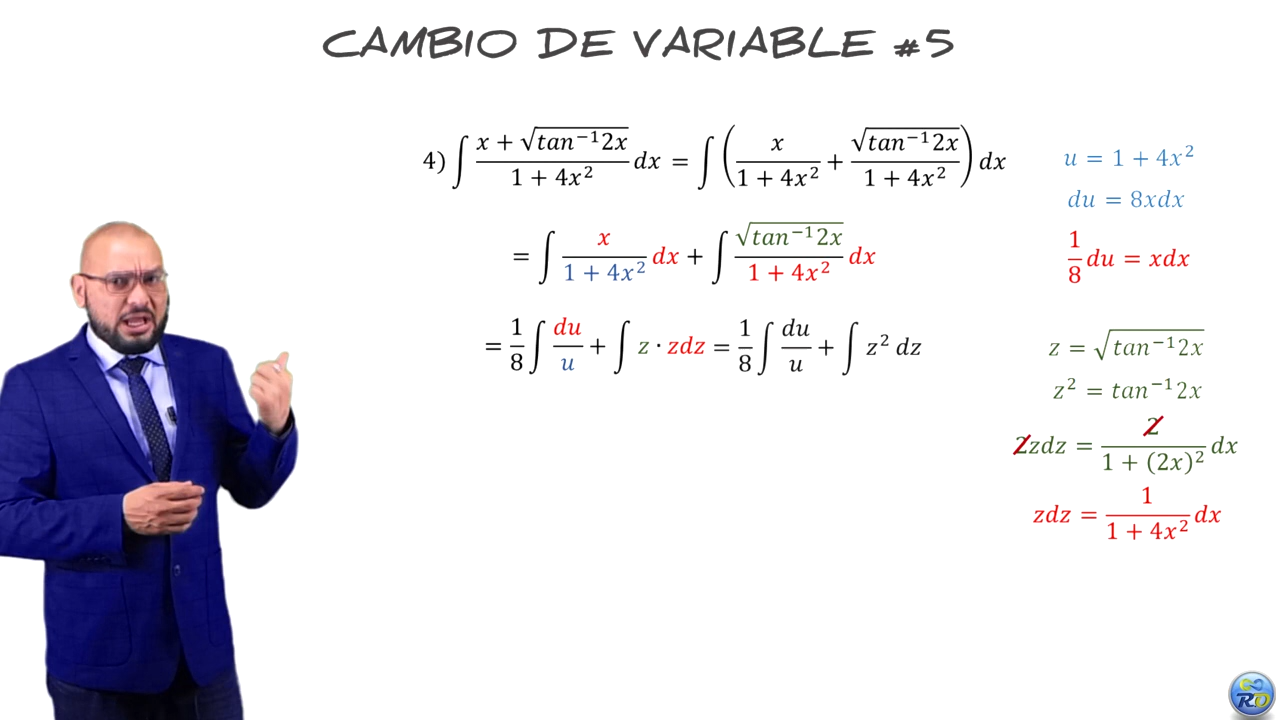 CAMBIO DE VARIABLE #5
4) ∫ (x + √(tan⁻¹2x))/(1 + 4x²) dx = ∫ (x/(1 + 4x²) + √(tan⁻¹2x)/(1 + 4x²)) dx
= ∫ x/(1 + 4x²) dx + ∫ √(tan⁻¹2x)/(1 + 4x²) dx
= 1/8 ∫ du/u + ∫ z · zdz = 1/8 ∫ du/u + ∫ z² dz
u = 1 + 4x²
du = 8xdx
1/8 du = xdx
z = √(tan⁻¹2x)
z² = tan⁻¹2x
2zdz = 2/(1 + (2x)²) dx
zdz = 1/(1 + 4x²) dx
RD